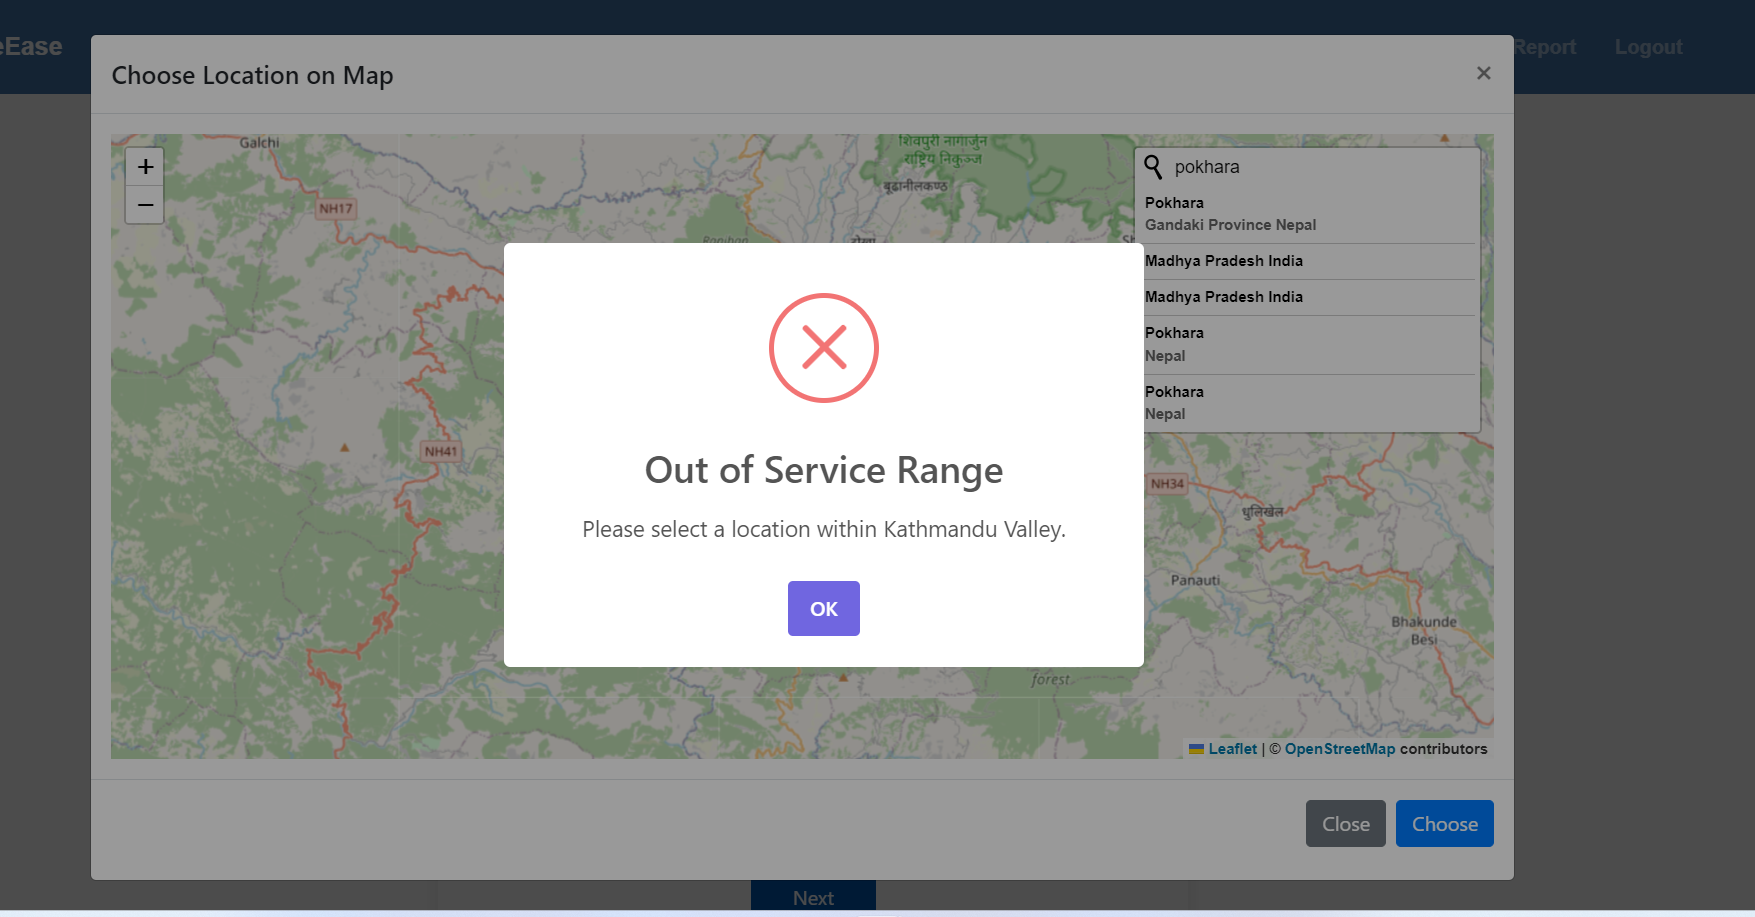 eEase
Report
Logout
Choose Location on Map
×
+
−
Galchi
NH17
शिवपुरी नागार्जुन
राष्ट्रिय निकुञ्ज
बूढानीलकण्ठ
pokhara
Pokhara
Gandaki Province Nepal
Madhya Pradesh India
Madhya Pradesh India
Pokhara
Nepal
Pokhara
Nepal
Out of Service Range
Please select a location within Kathmandu Valley.
OK
NH41
NH34
धुलिखेल
Panauti
Bhakunde
Besi
forest
Leaflet | © OpenStreetMap contributors
Close
Choose
Next